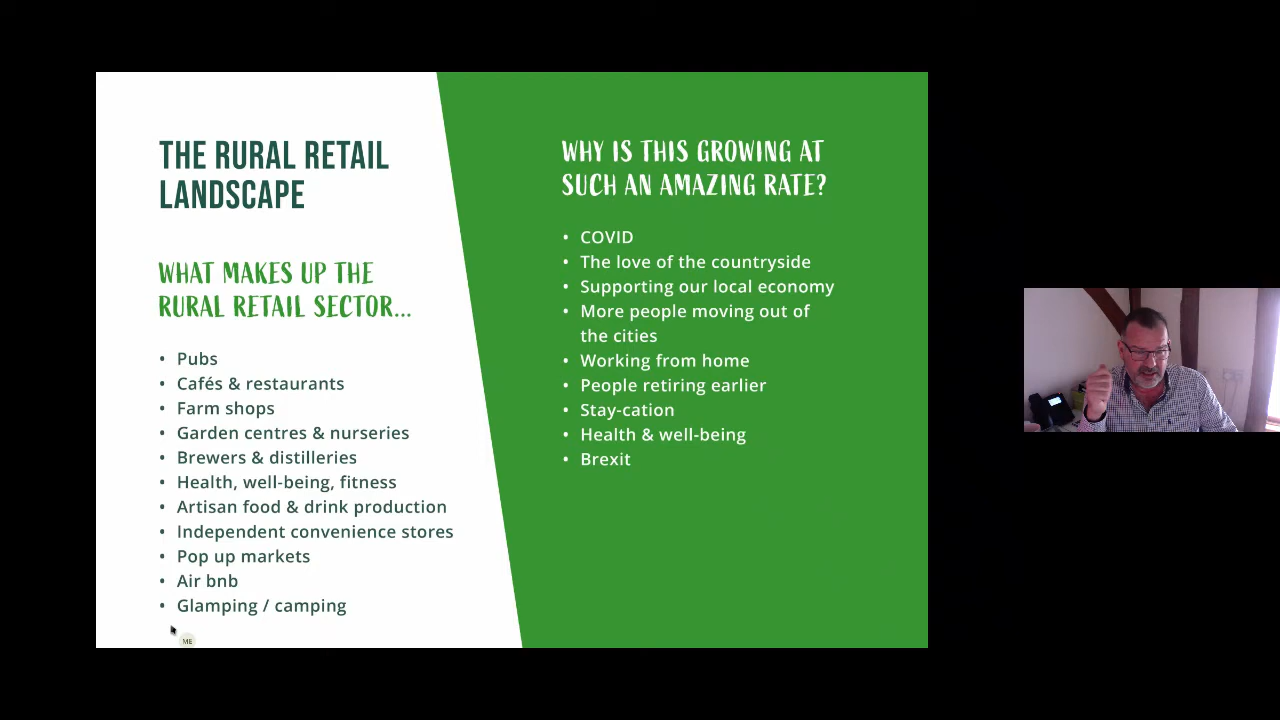 THE RURAL RETAIL
LANDSCAPE
WHAT MAKES UP THE
RURAL RETAIL SECTOR...
• Pubs
• Cafés & restaurants
• Farm shops
• Garden centres & nurseries
• Brewers & distilleries
• Health, well-being, fitness
• Artisan food & drink production
• Independent convenience stores
• Pop up markets
• Air bnb
• Glamping / camping
ME
WHY IS THIS GROWING AT
SUCH AN AMAZING RATE?
• COVID
• The love of the countryside
• Supporting our local economy
• More people moving out of
the cities
• Working from home
• People retiring earlier
• Stay-cation
• Health & well-being
• Brexit